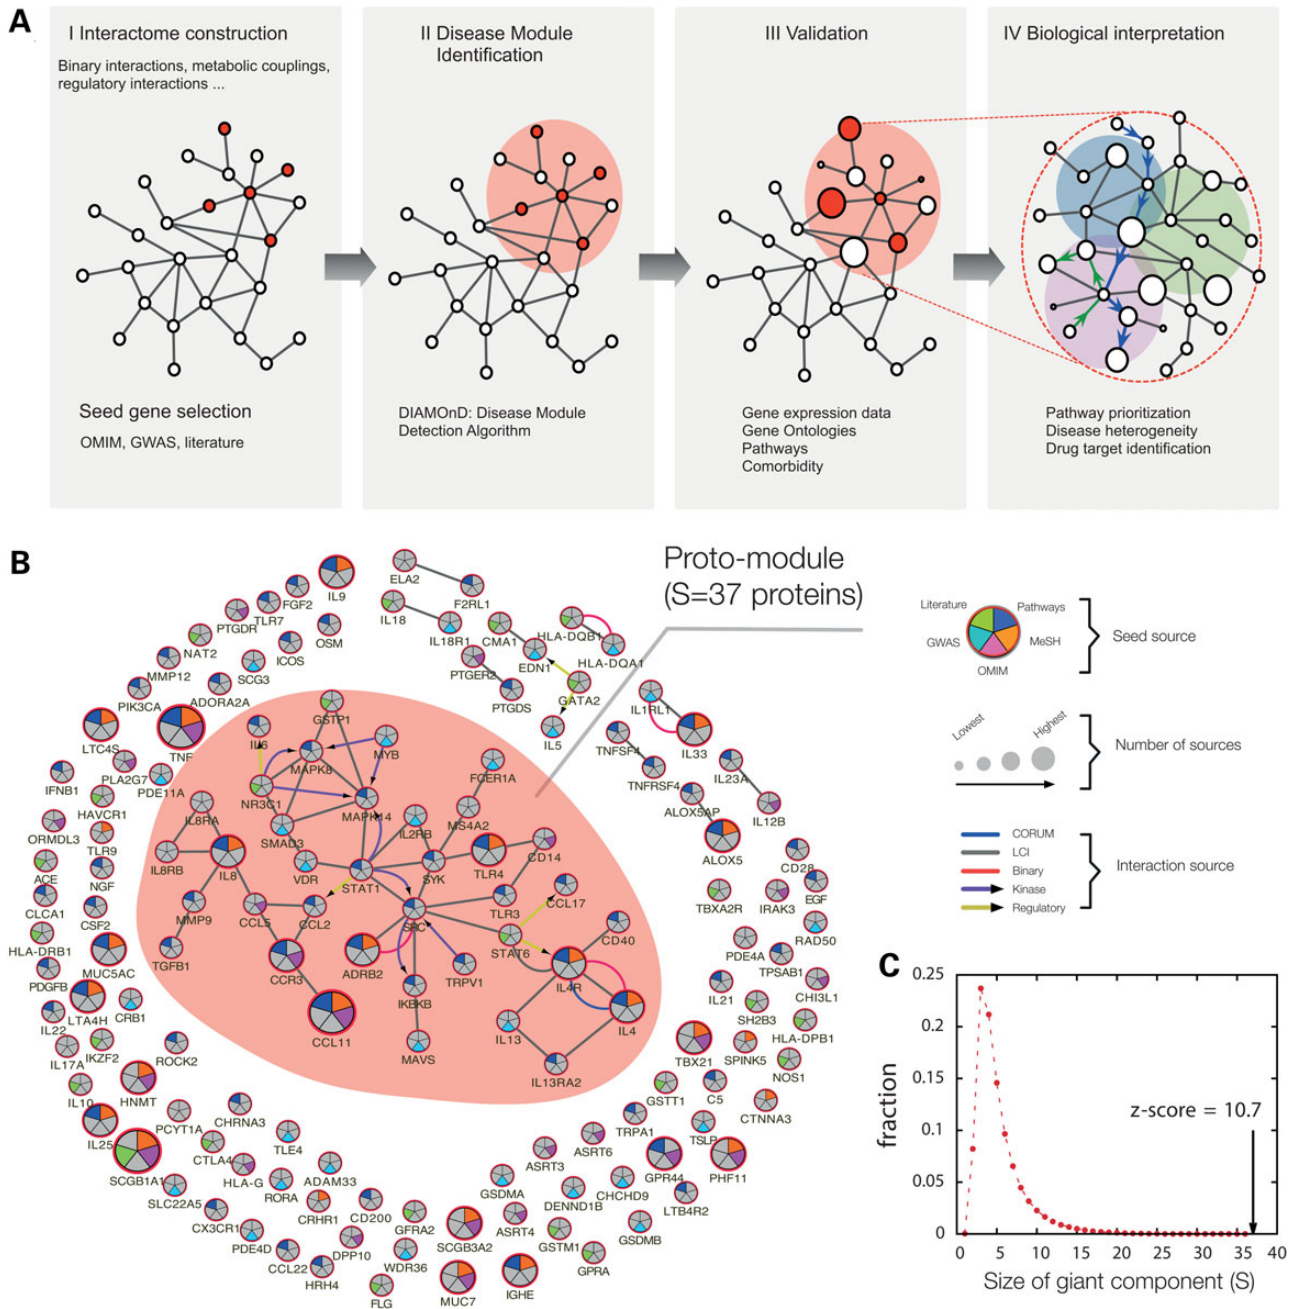 A
I Interactome construction
Binary interactions, metabolic couplings,
regulatory interactions ...
Seed gene selection
OMIM, GWAS, literature
II Disease Module
Identification
DIAMOnD: Disease Module
Detection Algorithm
III Validation
Gene expression data
Gene Ontologies
Pathways
Comorbidity
IV Biological interpretation
Pathway prioritization
Disease heterogeneity
Drug target identification
B
Proto-module
(S=37 proteins)
IL9
FGF2
TLR7
PTGDR
OSM
NAT2
ICOS
MMP12
SCG3
PIK3CA
ADORA2A
LTC4S
TNF
PLA2G7
PDE11A
IFNB1
HAVCR1
ORMDL3
TLR9
ACE
NGF
CLCA1
CSF2
HLA-DRB1
MUC5AC
PDGFB
LTA4H
CRB1
IL22
IKZF2
IL17A
ROCK2
IL10
HNMT
IL25
PCYT1A
CHRNA3
SCGB1A1
CTLA4
TLE4
HLA-G
SLC22A5
RORA
ADAM33
CX3CR1
CRHR1
CD200
PDE4D
GFRA2
DPP10
CCL22
WDR36
HRH4
FLG
SCGB3A2
MUC7
IGHE
ELA2
F2RL1
IL18
IL18R1
CMA1
HLA-DQB1
HLA-DQA1
EDN1
PTGER2
PTGDS
GATA2
IL5
IL1RL1
IL33
TNFSF4
TNFRSF4
IL23A
IL12B
ALOX5AP
ALOX5
CD28
EGF
TBXA2R
IRAK3
RAD50
PDE4A
TPSAB1
CHI3L1
IL21
SH2B3
HLA-DPB1
TBX21
SPINK5
NOS1
GSTT1
C5
CTNNA3
TRPA1
TSLP
ASRT6
ASRT3
GPR44
PHF11
GSDMA
DENND1B
CHCHD9
LTB4R2
ASRT4
GSTM1
GSDMB
GPRA
GSTP1
IL6
MAPK8
MYB
NR3C1
MAPK14
FCER1A
IL8RA
SMAD3
IL2RB
MS4A2
IL8RB
IL8
VDR
STAT1
SYK
TLR4
CD14
MMP9
CCL5
CCL2
SRC
TLR3
CCL17
TGFB1
CCR3
ADRB2
STAT6
CD40
IKBKB
TRPV1
IL4R
CCL11
MAVS
IL13
IL4
IL13RA2
Literature
Pathways
GWAS
MeSH
OMIM
Seed source
Lowest
Highest
Number of sources
CORUM
LCI
Binary
Kinase
Regulatory
Interaction source
C
0.25
0.2
0.15
0.1
0.05
0
fraction
z-score = 10.7
0 5 10 15 20 25 30 35 40
Size of giant component (S)